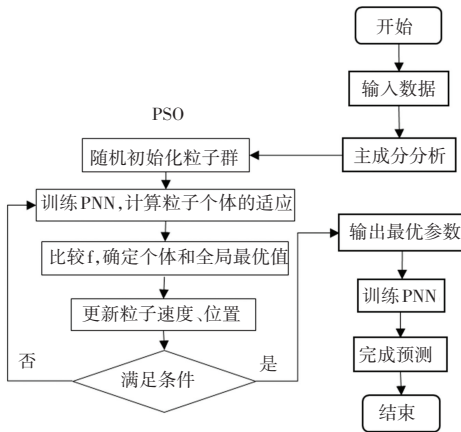 开始
输入数据
主成分分析
PSO
随机初始化粒子群
训练PNN,计算粒子个体的适应
比较f,确定个体和全局最优值
更新粒子速度、位置
满足条件
否
是
输出最优参数
训练PNN
完成预测
结束